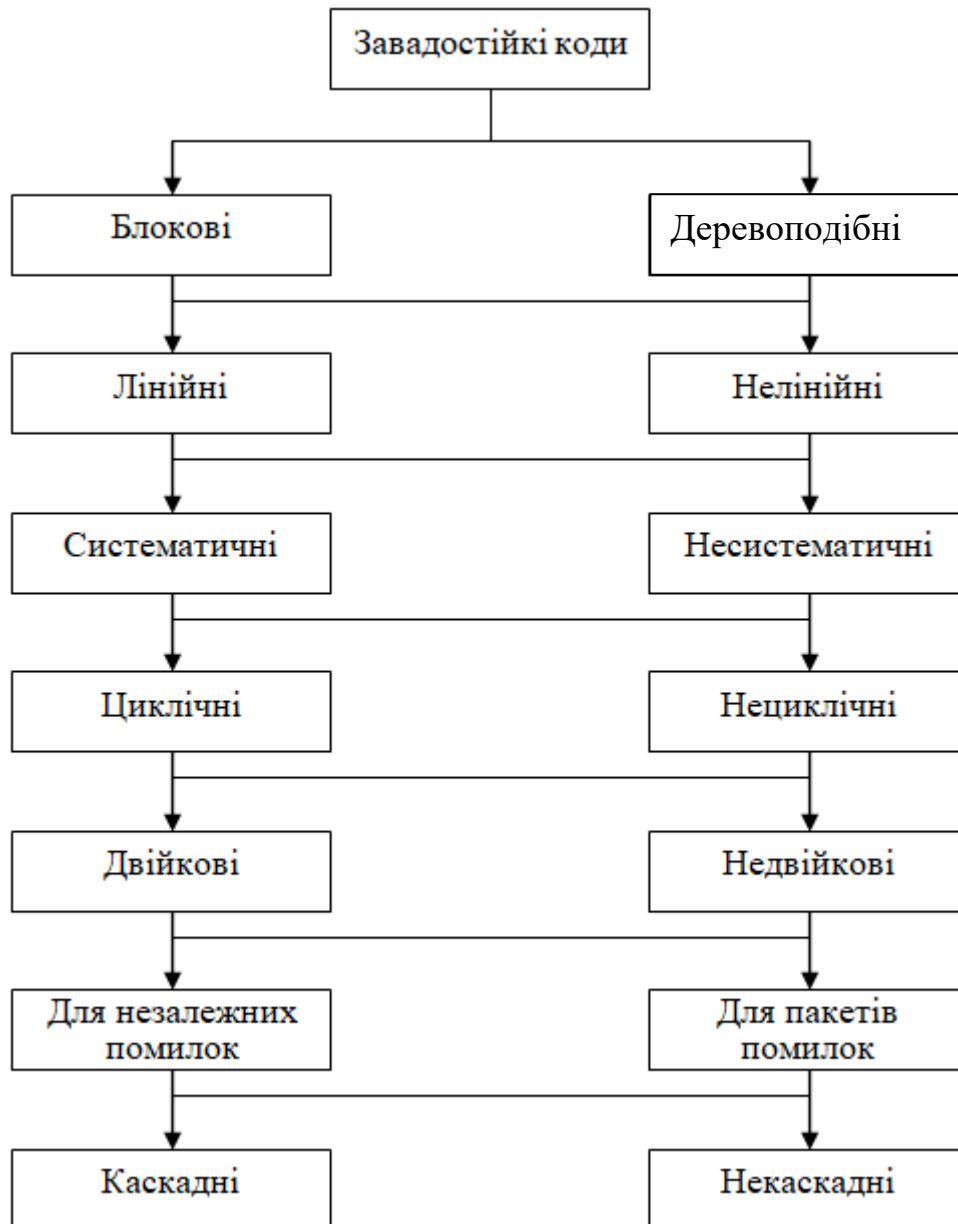 Завадостійкі коди
Блокові
Деревоподібні
Лінійні
Нелінійні
Систематичні
Несистематичні
Циклічні
Нециклічні
Двійкові
Недвійкові
Для незалежних
помилок
Для пакетів
помилок
Каскадні
Некаскадні